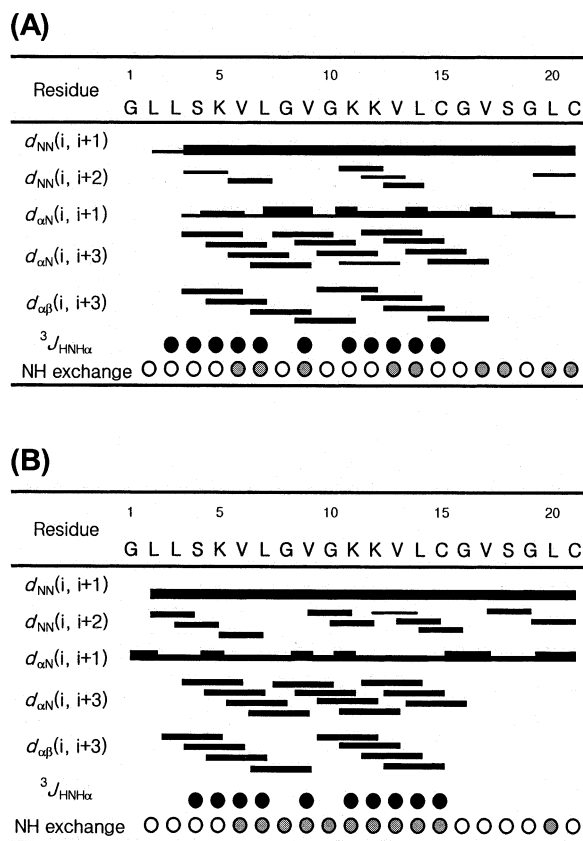 (A)
1 5 10 15 20
Residue G L L S K V L G V G K K V L C G V S G L C
dNN(i, i+1)
dNN(i, i+2)
dαN(i, i+1)
dαN(i, i+3)
dαβ(i, i+3)
³JHNHα
NH exchange
(B)
1 5 10 15 20
Residue G L L S K V L G V G K K V L C G V S G L C
dNN(i, i+1)
dNN(i, i+2)
dαN(i, i+1)
dαN(i, i+3)
dαβ(i, i+3)
³JHNHα
NH exchange